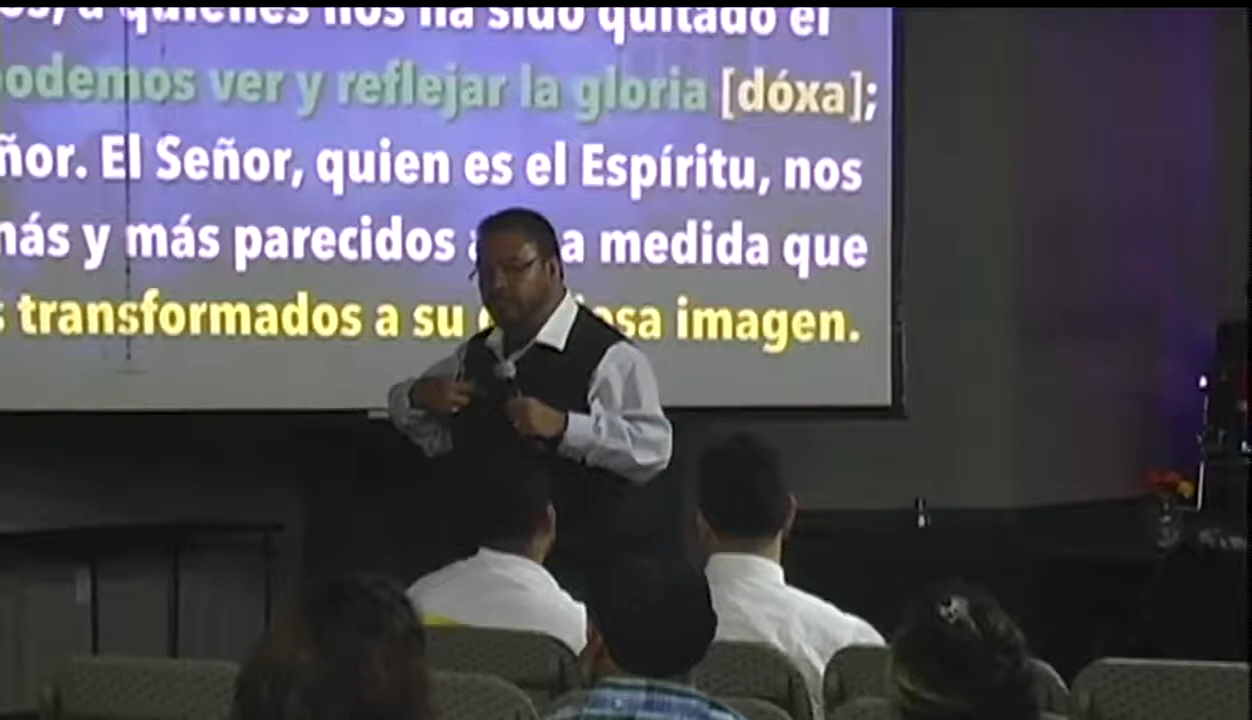 os, a quienes nos ha sido quitado el
podemos ver y reflejar la gloria [dóxa];
ñor. El Señor, quien es el Espíritu, nos
más y más parecidos a medida que
transformados a su imagen.